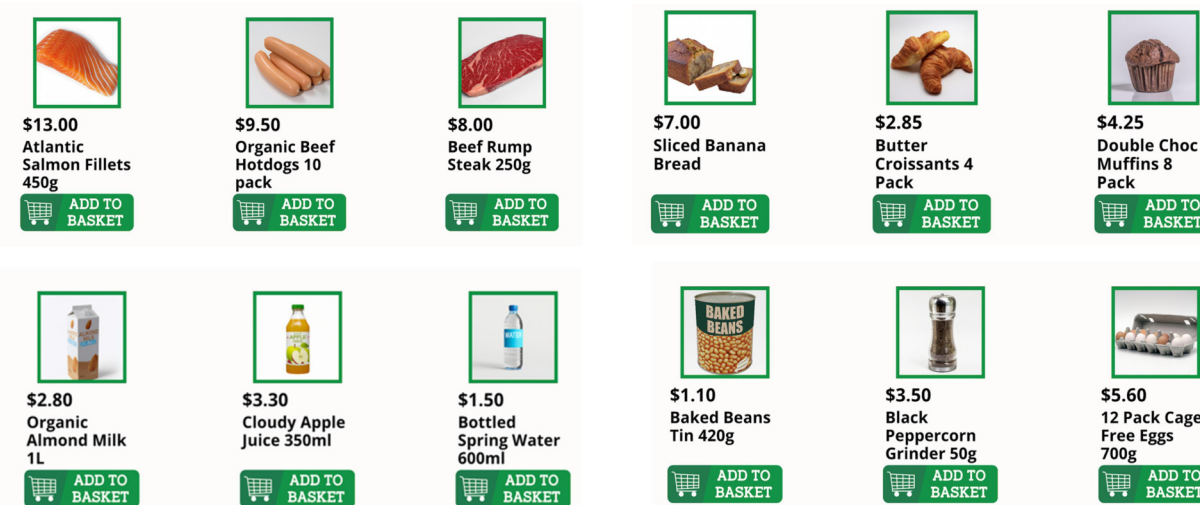 $13.00
Atlantic
Salmon Fillets
450g
ADD TO
BASKET
$9.50
Organic Beef
Hotdogs 10
pack
ADD TO
BASKET
$8.00
Beef Rump
Steak 250g
ADD TO
BASKET
$7.00
Sliced Banana
Bread
ADD TO
BASKET
$2.85
Butter
Croissants 4
Pack
ADD TO
BASKET
$4.25
Double Choc
Muffins 8
Pack
ADD TO
BASKET
$2.80
Organic
Almond Milk
1L
ADD TO
BASKET
APPLE
$3.30
Cloudy Apple
Juice 350ml
ADD TO
BASKET
WATER
$1.50
Bottled
Spring Water
600ml
ADD TO
BASKET
BAKED
BEANS
$1.10
Baked Beans
Tin 420g
ADD TO
BASKET
$3.50
Black
Peppercorn
Grinder 50g
ADD TO
BASKET
$5.60
12 Pack Cage
Free Eggs
700g
ADD TO
BASKET